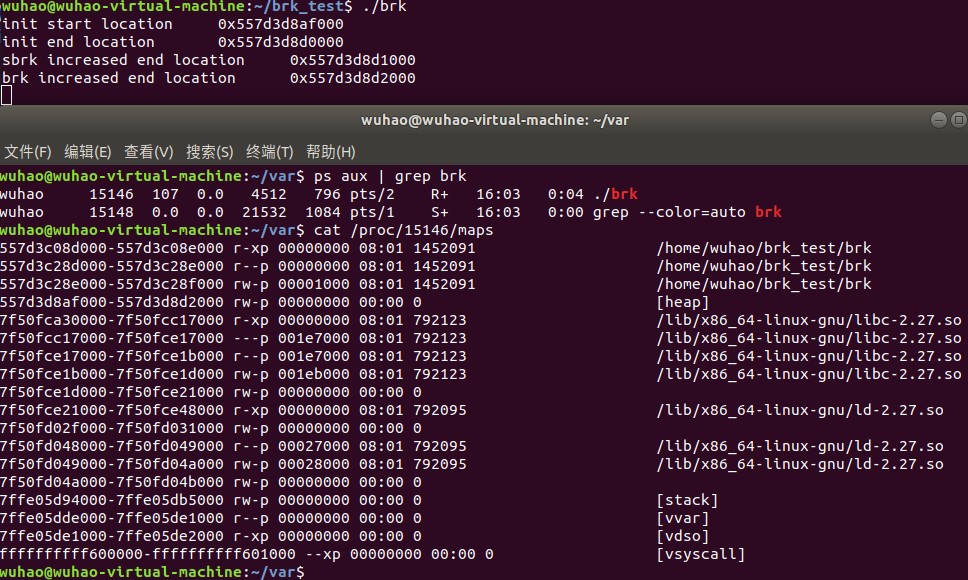 wuhao@wuhao-virtual-machine:~/brk_test$ ./brk
init start location     0x557d3d8af000
init end location       0x557d3d8d0000
sbrk increased end location     0x557d3d8d1000
brk increased end location      0x557d3d8d2000
wuhao@wuhao-virtual-machine: ~/var
文件(F) 编辑(E) 查看(V) 搜索(S) 终端(T) 帮助(H)
wuhao@wuhao-virtual-machine:~/var$ ps aux | grep brk
wuhao     15146  107  0.0   4512   796 pts/2    R+   16:03   0:04 ./brk
wuhao     15148  0.0  0.0  21532  1084 pts/1    S+   16:03   0:00 grep --color=auto brk
wuhao@wuhao-virtual-machine:~/var$ cat /proc/15146/maps
557d3c08d000-557d3c08e000 r-xp 00000000 08:01 1452091                    /home/wuhao/brk_test/brk
557d3c28d000-557d3c28e000 r--p 00000000 08:01 1452091                    /home/wuhao/brk_test/brk
557d3c28e000-557d3c28f000 rw-p 00001000 08:01 1452091                    /home/wuhao/brk_test/brk
557d3d8af000-557d3d8d2000 rw-p 00000000 00:00 0                          [heap]
7f50fca30000-7f50fcc17000 r-xp 00000000 08:01 792123                     /lib/x86_64-linux-gnu/libc-2.27.so
7f50fcc17000-7f50fce17000 ---p 001e7000 08:01 792123                     /lib/x86_64-linux-gnu/libc-2.27.so
7f50fce17000-7f50fce1b000 r--p 001e7000 08:01 792123                     /lib/x86_64-linux-gnu/libc-2.27.so
7f50fce1b000-7f50fce1d000 rw-p 001eb000 08:01 792123                     /lib/x86_64-linux-gnu/libc-2.27.so
7f50fce1d000-7f50fce21000 rw-p 00000000 00:00 0
7f50fce21000-7f50fce48000 r-xp 00000000 08:01 792095                     /lib/x86_64-linux-gnu/ld-2.27.so
7f50fd02f000-7f50fd031000 rw-p 00000000 00:00 0
7f50fd048000-7f50fd049000 r--p 00027000 08:01 792095                     /lib/x86_64-linux-gnu/ld-2.27.so
7f50fd049000-7f50fd04a000 rw-p 00028000 08:01 792095                     /lib/x86_64-linux-gnu/ld-2.27.so
7f50fd04a000-7f50fd04b000 rw-p 00000000 00:00 0
7ffe05d94000-7ffe05db5000 rw-p 00000000 00:00 0                          [stack]
7ffe05dde000-7ffe05de1000 r--p 00000000 00:00 0                          [vvar]
7ffe05de1000-7ffe05de2000 r-xp 00000000 00:00 0                          [vdso]
ffffffffff600000-ffffffffff601000 --xp 00000000 00:00 0                  [vsyscall]
wuhao@wuhao-virtual-machine:~/var$